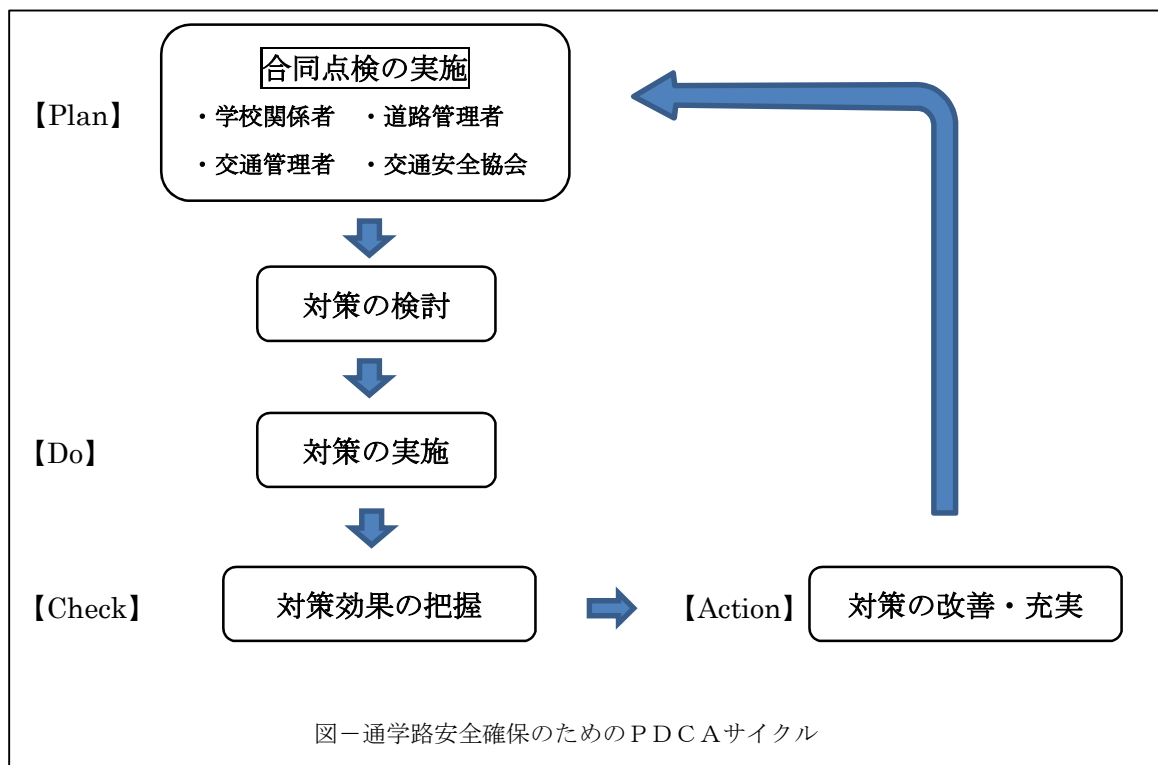 合同点検の実施
【Plan】
・学校関係者 ・道路管理者
・交通管理者 ・交通安全協会
対策の検討
【Do】
対策の実施
【Check】
対策効果の把握
【Action】
対策の改善・充実
図－通学路安全確保のためのＰＤＣＡサイクル